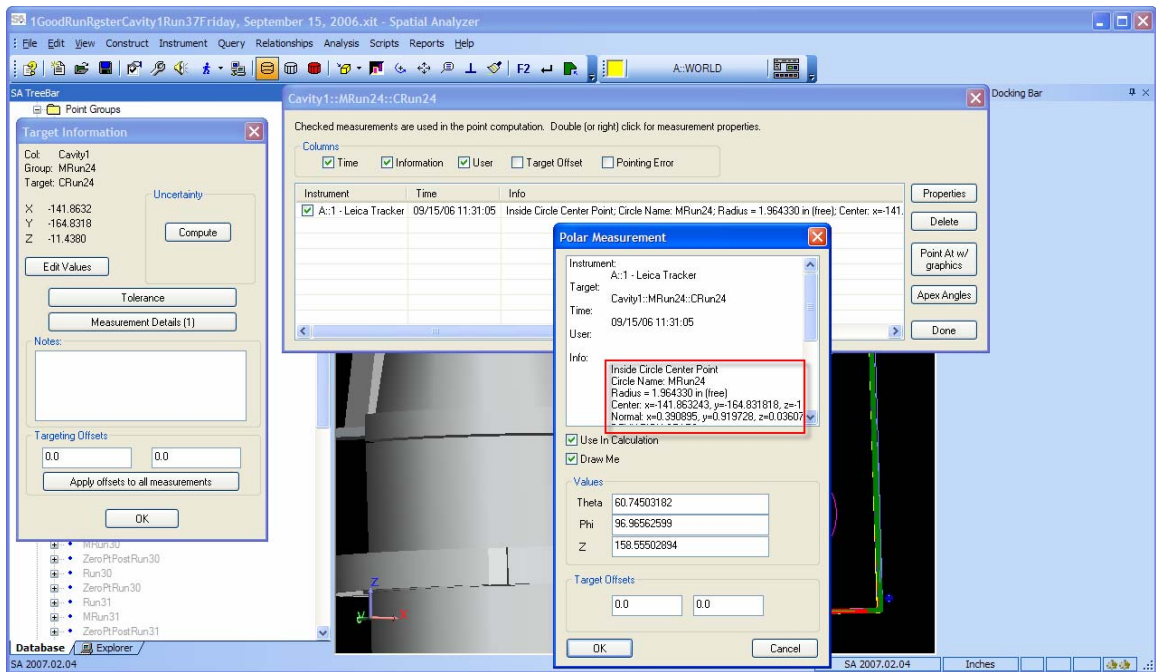 1GoodRunRgsterCavity1Run37Friday, September 15, 2006.xit - Spatial Analyzer
File Edit View Construct Instrument Query Relationships Analysis Scripts Reports Help
F2 A::WORLD
SA TreeBar
Point Groups
Docking Bar
Target Information
Col: Cavity1
Group: MRun24
Target: CRun24
X -141.8632
Y -164.8318
Z -11.4380
Uncertainty
Compute
Edit Values
Tolerance
Measurement Details (1)
Notes:
Targeting Offsets
0.0 0.0
Apply offsets to all measurements
OK
MRun30
ZeroPtPostRun30
Run30
ZeroPtRun30
Run31
MRun31
ZeroPtPostRun31
Database Explorer
Cavity1::MRun24::CRun24
Checked measurements are used in the point computation. Double (or right) click for measurement properties.
Columns
Time Information User Target Offset Pointing Error
Instrument Time Info
A::1 - Leica Tracker 09/15/06 11:31:05 Inside Circle Center Point; Circle Name: MRun24; Radius = 1.964330 in (free); Center: x=-141.
Properties
Delete
Point At w/
graphics
Apex Angles
Done
Polar Measurement
Instrument:
A::1 - Leica Tracker
Target:
Cavity1::MRun24::CRun24
Time:
09/15/06 11:31:05
User:
Info:
Inside Circle Center Point
Circle Name: MRun24
Radius = 1.964330 in (free)
Center: x=-141.863243, y=-164.831818, z=-1
Normal: x=0.390895, y=0.919728, z=0.03607
Use In Calculation
Draw Me
Values
Theta 60.74503182
Phi 96.96562599
Z 158.55502894
Target Offsets
0.0 0.0
OK Cancel
Z
Y X
SA 2007.02.04
SA 2007.02.04 Inches